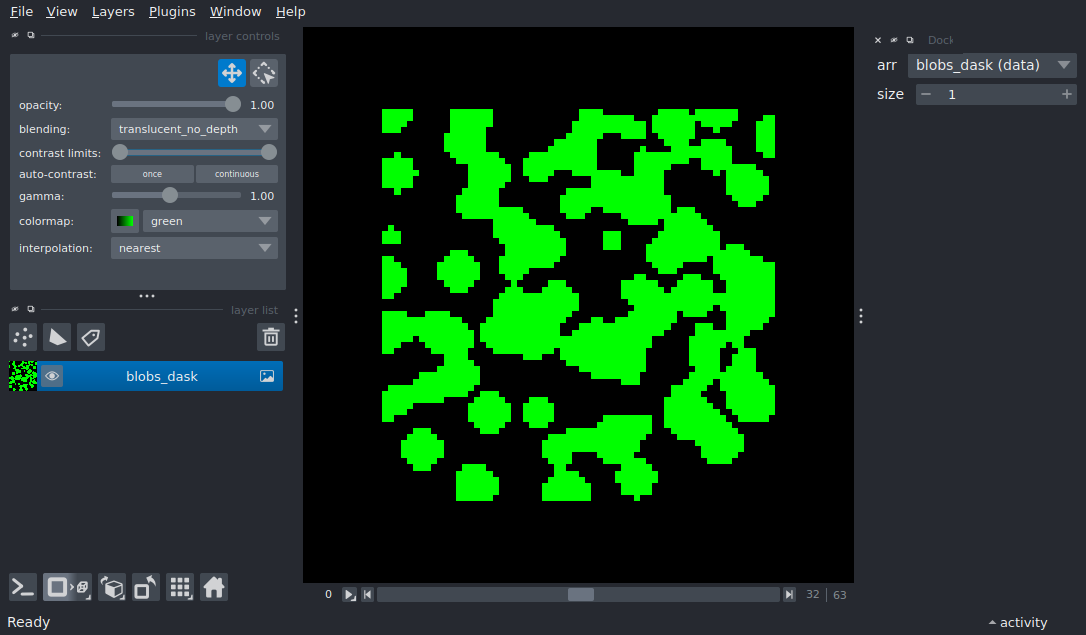 File View Layers Plugins Window Help
layer controls
opacity: 1.00
blending: translucent_no_depth
contrast limits:
auto-contrast: once continuous
gamma: 1.00
colormap: green
interpolation: nearest
layer list
blobs_dask
Dock
arr blobs_dask (data)
size 1
0 32 63
Ready
activity